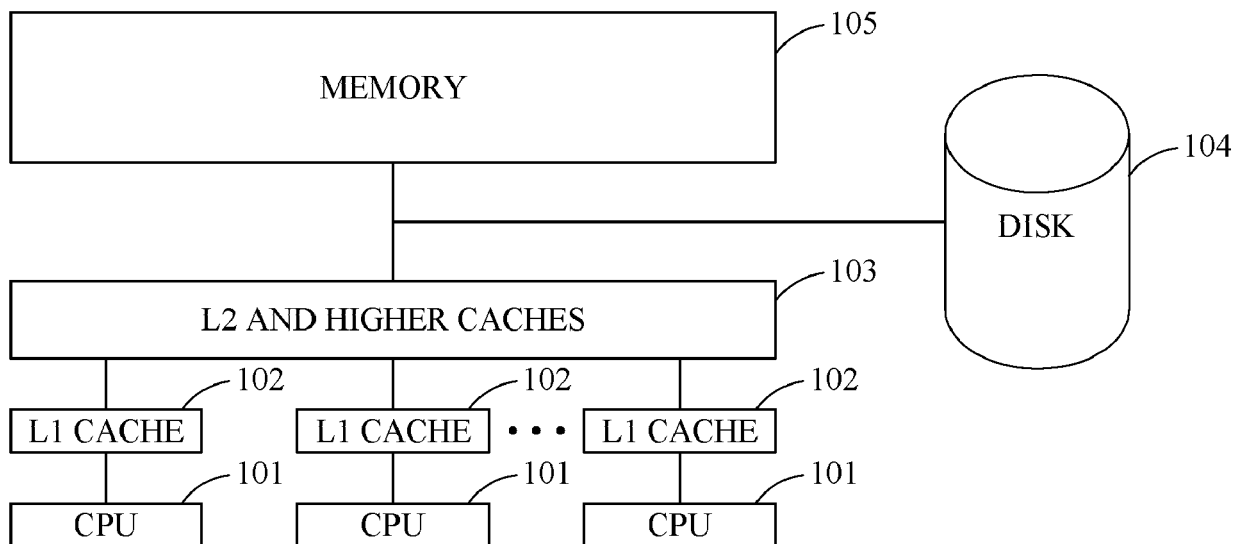 105
MEMORY
104
DISK
103
L2 AND HIGHER CACHES
102 102 102
L1 CACHE L1 CACHE • • • L1 CACHE
101 101 101
CPU CPU CPU